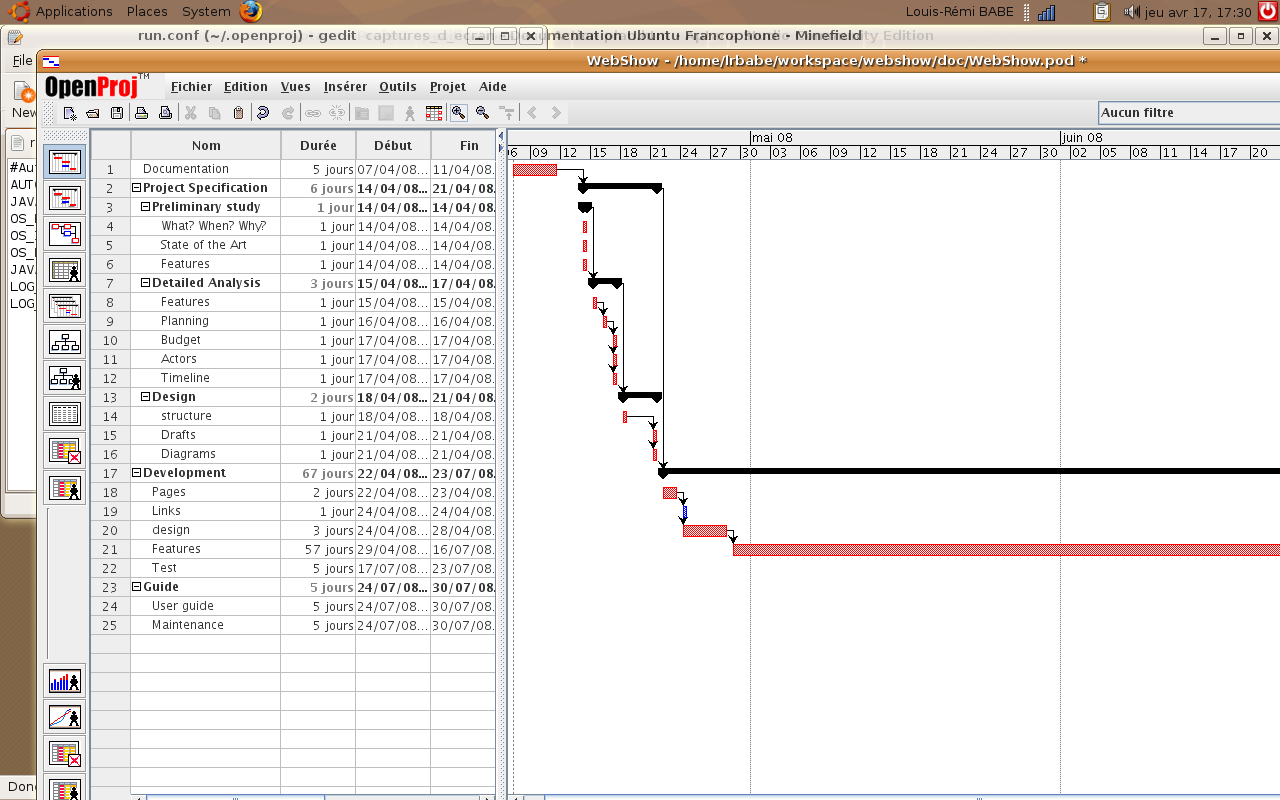 Applications Places System Louis-Rémi BABE jeu avr 17, 17:30
run.conf (~/.openproj) - gedit
captures_d_ecran
Documentation Ubuntu Francophone - Minefield
Edition
File
WebShow - /home/lrbabe/workspace/webshow/doc/WebShow.pod *
OpenProj™ Fichier Edition Vues Insérer Outils Projet Aide
New
Aucun filtre
#Au
AUT
JAV
OS_
OS_
OS_
JAV
LOG
LOG
Done
Nom Durée Début Fin
mai 08 juin 08
06 09 12 15 18 21 24 27 30 03 06 09 12 15 18 21 24 27 30 02 05 08 11 14 17 20
1 Documentation 5 jours 07/04/08... 11/04/08.
2 Project Specification 6 jours 14/04/08... 21/04/08.
3 Preliminary study 1 jour 14/04/08... 14/04/08.
4 What? When? Why? 1 jour 14/04/08... 14/04/08.
5 State of the Art 1 jour 14/04/08... 14/04/08.
6 Features 1 jour 14/04/08... 14/04/08.
7 Detailed Analysis 3 jours 15/04/08... 17/04/08.
8 Features 1 jour 15/04/08... 15/04/08.
9 Planning 1 jour 16/04/08... 16/04/08.
10 Budget 1 jour 17/04/08... 17/04/08.
11 Actors 1 jour 17/04/08... 17/04/08.
12 Timeline 1 jour 17/04/08... 17/04/08.
13 Design 2 jours 18/04/08... 21/04/08.
14 structure 1 jour 18/04/08... 18/04/08.
15 Drafts 1 jour 21/04/08... 21/04/08.
16 Diagrams 1 jour 21/04/08... 21/04/08.
17 Development 67 jours 22/04/08... 23/07/08.
18 Pages 2 jours 22/04/08... 23/04/08.
19 Links 1 jour 24/04/08... 24/04/08.
20 design 3 jours 24/04/08... 28/04/08.
21 Features 57 jours 29/04/08... 16/07/08.
22 Test 5 jours 17/07/08... 23/07/08.
23 Guide 5 jours 24/07/08... 30/07/08.
24 User guide 5 jours 24/07/08... 30/07/08.
25 Maintenance 5 jours 24/07/08... 30/07/08.